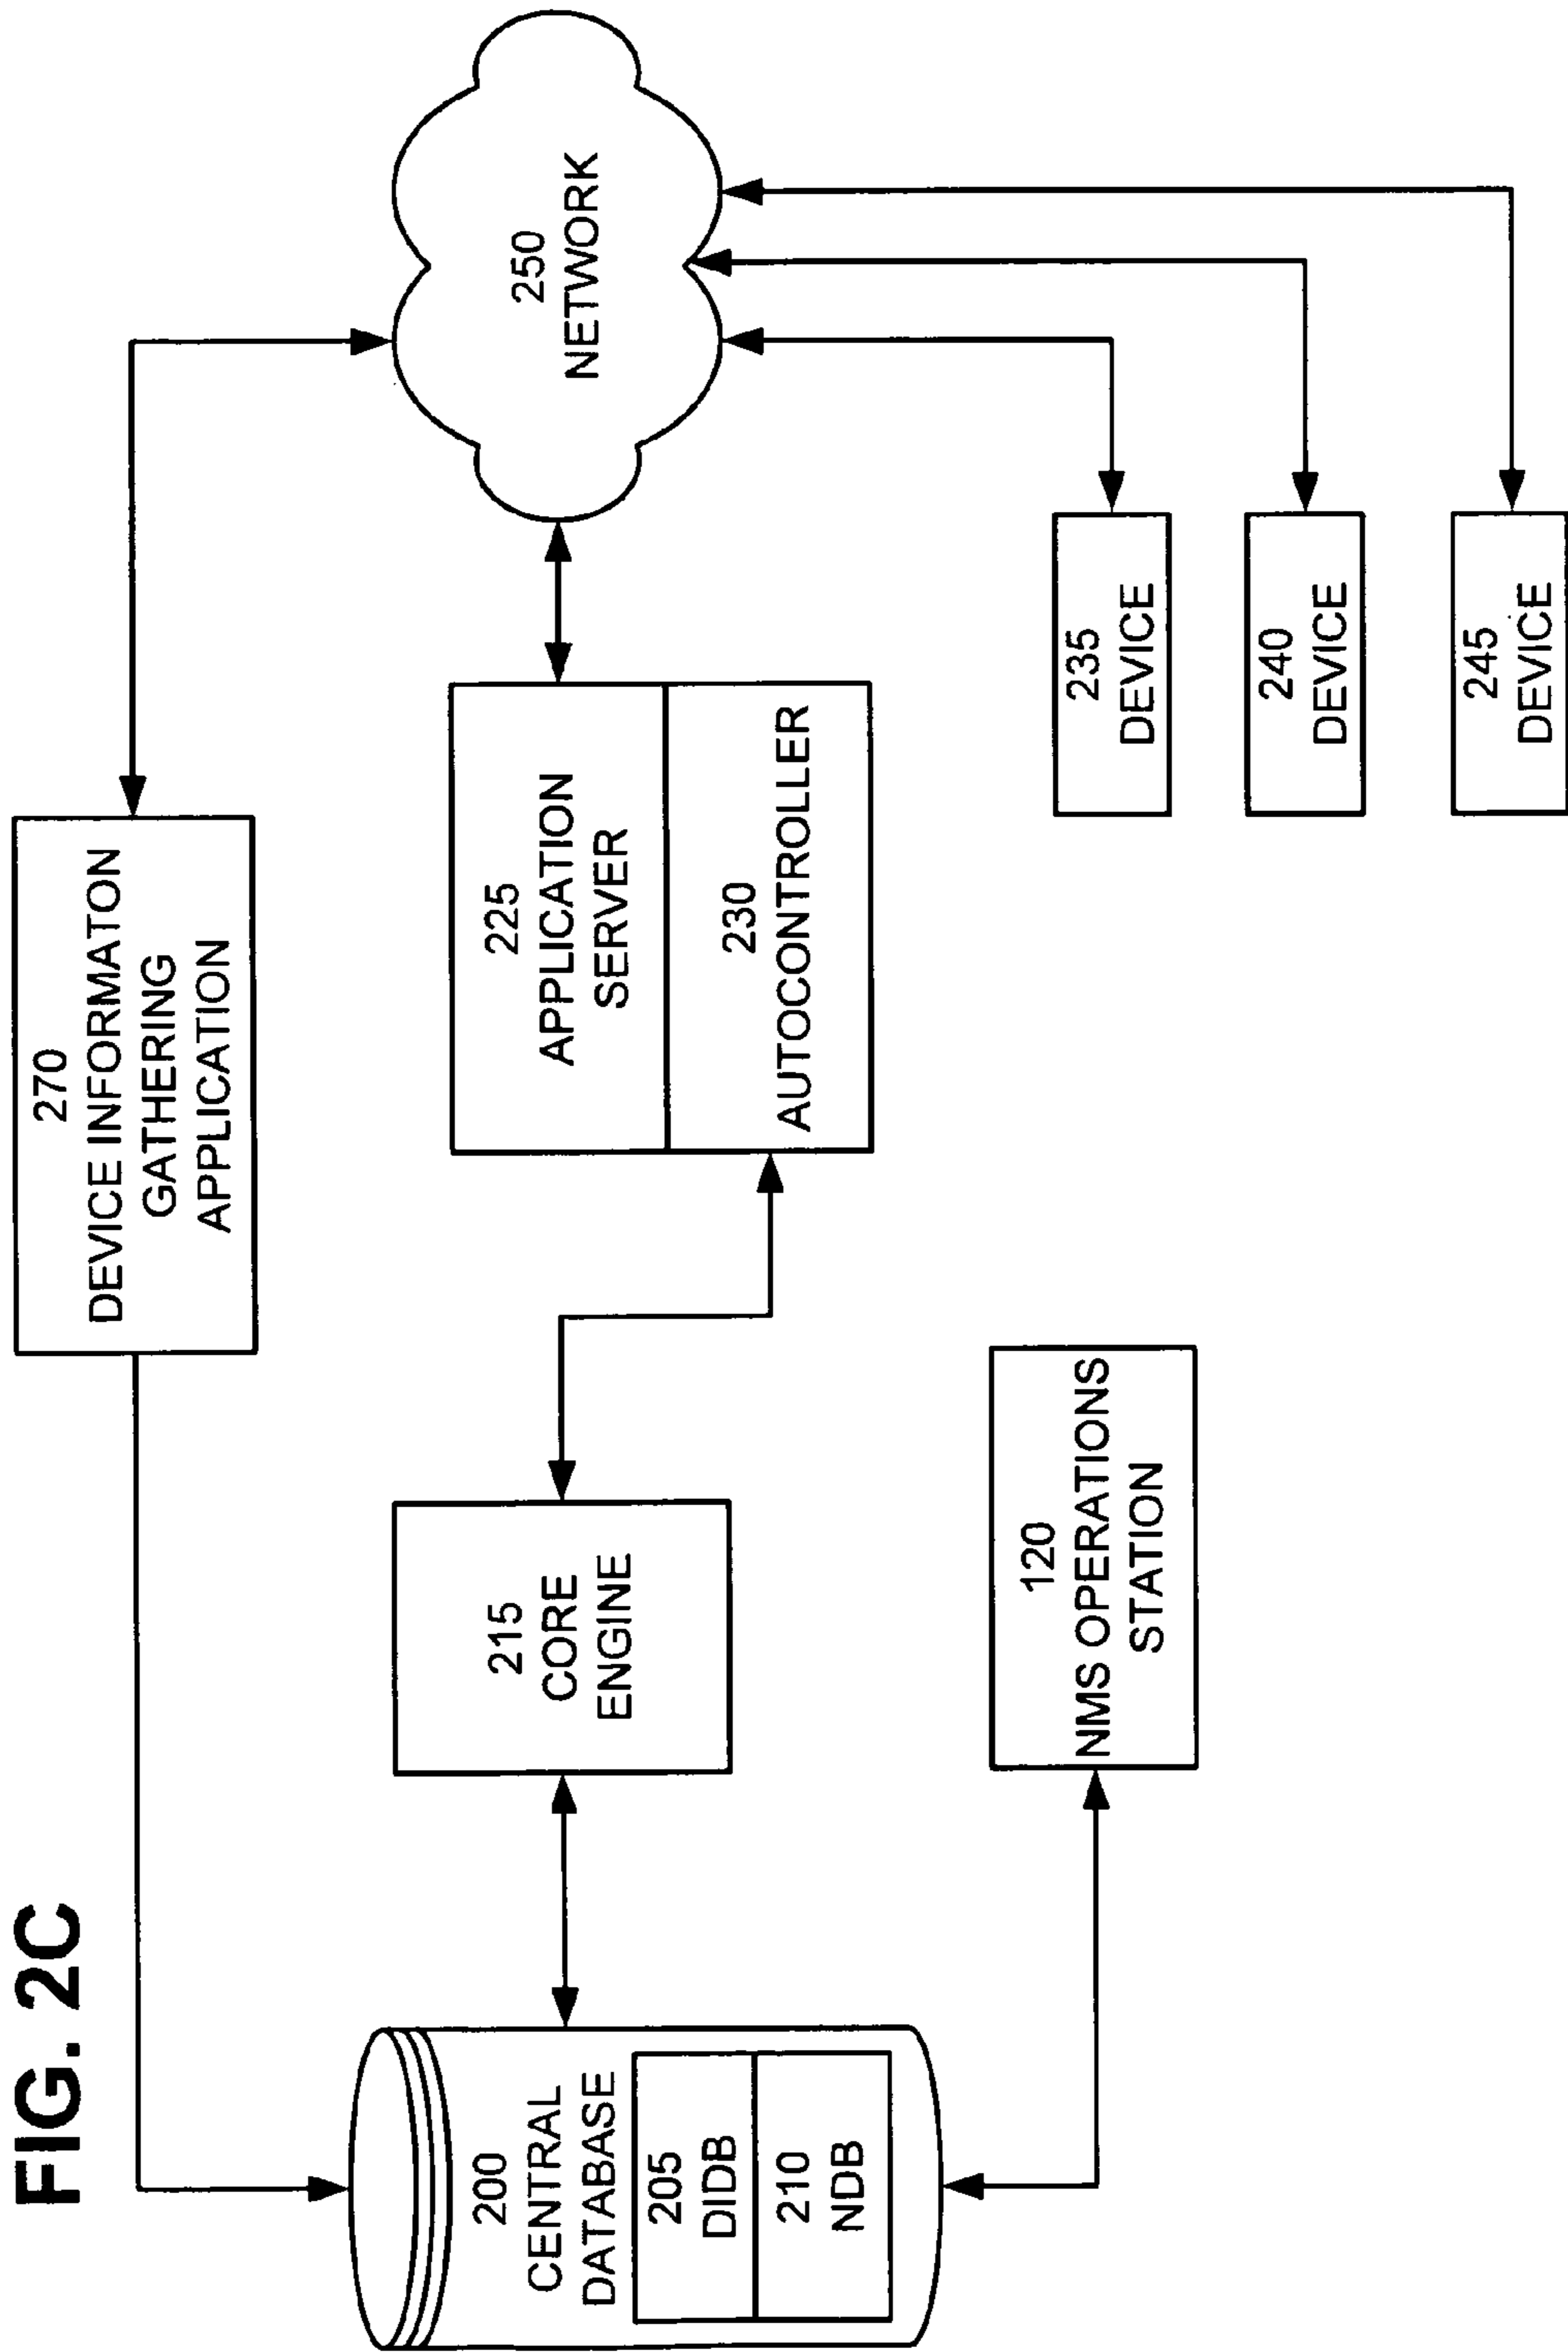 FIG. 2C
270
DEVICE INFORMATON
GATHERING
APPLICATION
200
CENTRAL
DATABASE
205
DIDB
210
NDB
215
CORE
ENGINE
225
APPLICATION
SERVER
230
AUTOCONTROLLER
250
NETWORK
120
NMS OPERATIONS
STATION
235
DEVICE
240
DEVICE
245
DEVICE